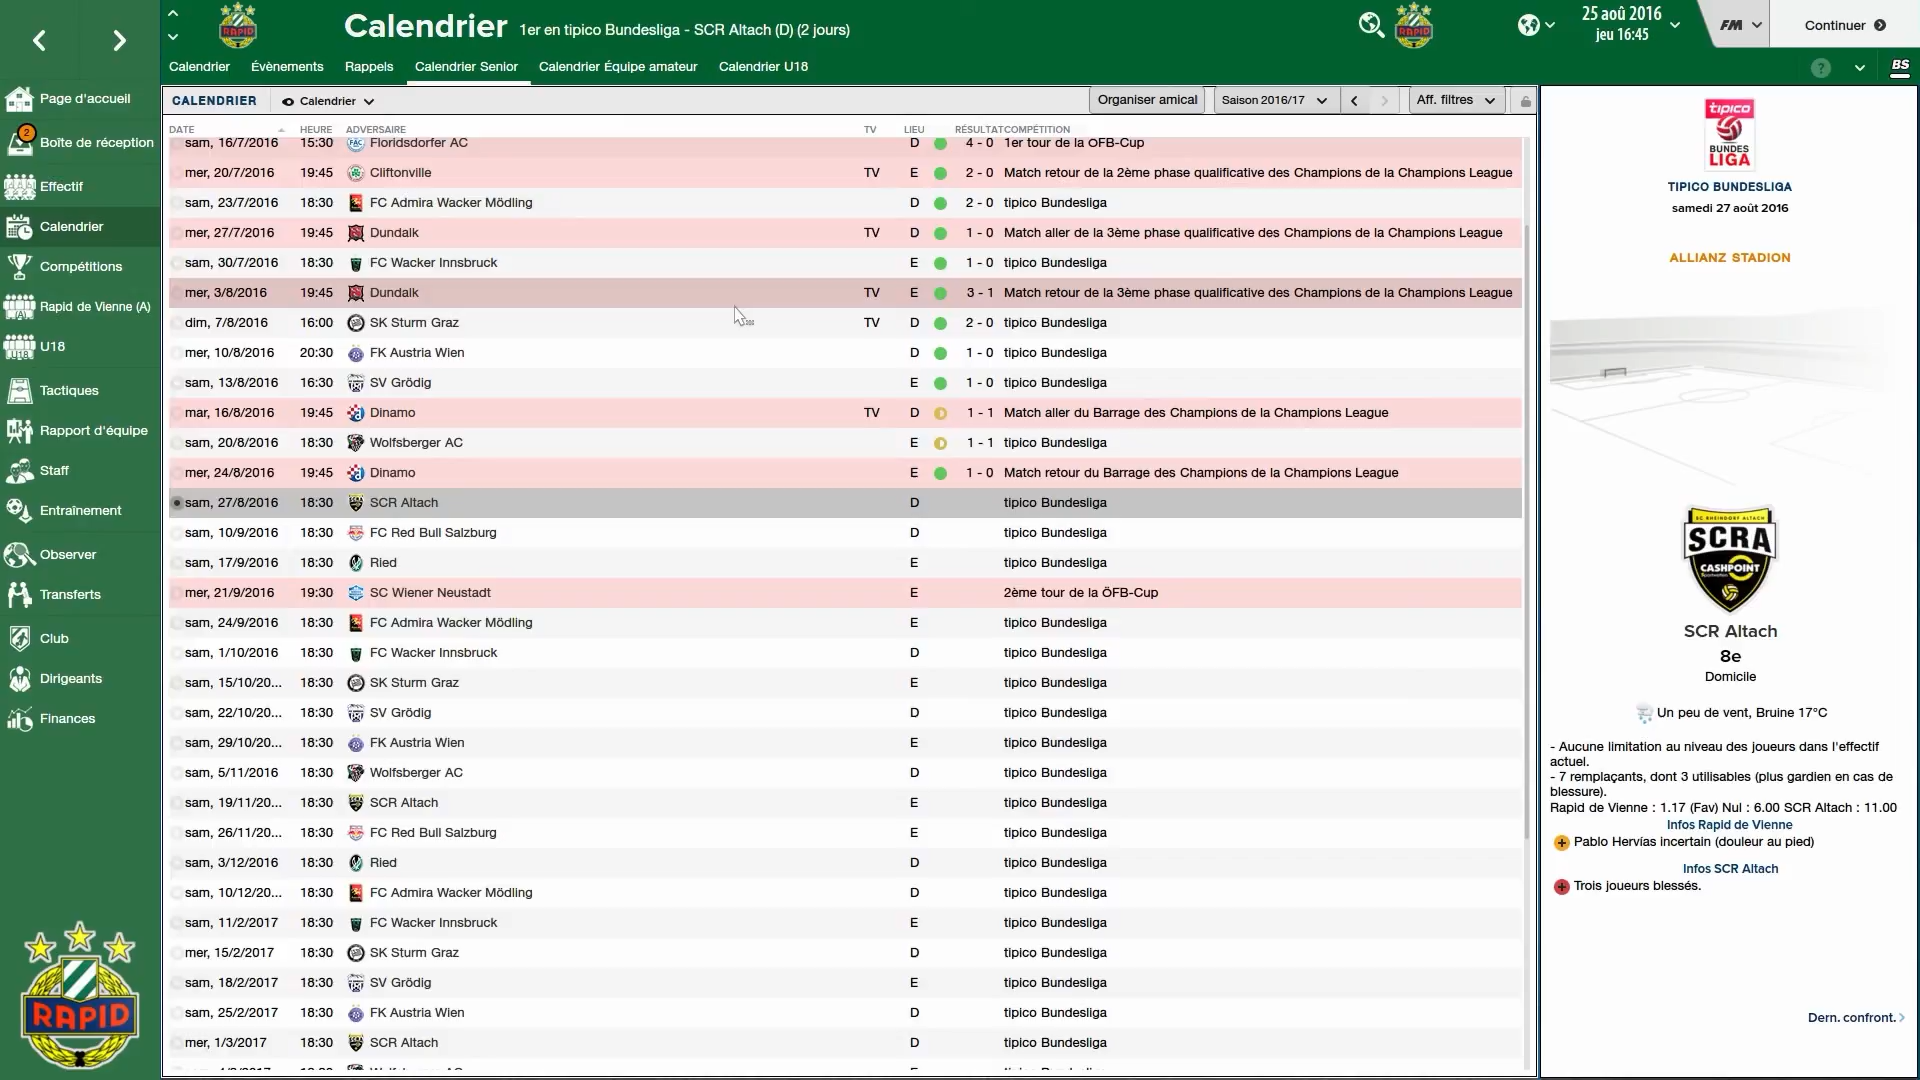 Calendrier 1er en tipico Bundesliga - SCR Altach (D) (2 jours)
25 aoû 2016
jeu 16:45
FM
Continuer
Calendrier Évènements Rappels Calendrier Senior Calendrier Équipe amateur Calendrier U18
? BS
Page d'accueil
2
Boîte de réception
Effectif
Calendrier
Compétitions
Rapid de Vienne (A)
U18
Tactiques
Rapport d'équipe
Staff
Entraînement
Observer
Transferts
Club
Dirigeants
Finances
RAPID
CALENDRIER Calendrier Organiser amical Saison 2016/17 Aff. filtres
DATE HEURE ADVERSAIRE TV LIEU RÉSULTAT COMPÉTITION
sam, 16/7/2016 15:30 Floridsdorfer AC D 4 - 0 1er tour de la ÖFB-Cup
mer, 20/7/2016 19:45 Cliftonville TV E 2 - 0 Match retour de la 2ème phase qualificative des Champions de la Champions League
sam, 23/7/2016 18:30 FC Admira Wacker Mödling D 2 - 0 tipico Bundesliga
mer, 27/7/2016 19:45 Dundalk TV D 1 - 0 Match aller de la 3ème phase qualificative des Champions de la Champions League
sam, 30/7/2016 18:30 FC Wacker Innsbruck E 1 - 0 tipico Bundesliga
mer, 3/8/2016 19:45 Dundalk TV E 3 - 1 Match retour de la 3ème phase qualificative des Champions de la Champions League
dim, 7/8/2016 16:00 SK Sturm Graz TV D 2 - 0 tipico Bundesliga
mer, 10/8/2016 20:30 FK Austria Wien D 1 - 0 tipico Bundesliga
sam, 13/8/2016 16:30 SV Grödig E 1 - 0 tipico Bundesliga
mar, 16/8/2016 19:45 Dinamo TV D 1 - 1 Match aller du Barrage des Champions de la Champions League
sam, 20/8/2016 18:30 Wolfsberger AC E 1 - 1 tipico Bundesliga
mer, 24/8/2016 19:45 Dinamo E 1 - 0 Match retour du Barrage des Champions de la Champions League
sam, 27/8/2016 18:30 SCR Altach D tipico Bundesliga
sam, 10/9/2016 18:30 FC Red Bull Salzburg D tipico Bundesliga
sam, 17/9/2016 18:30 Ried E tipico Bundesliga
mer, 21/9/2016 19:30 SC Wiener Neustadt E 2ème tour de la ÖFB-Cup
sam, 24/9/2016 18:30 FC Admira Wacker Mödling E tipico Bundesliga
sam, 1/10/2016 18:30 FC Wacker Innsbruck D tipico Bundesliga
sam, 15/10/20... 18:30 SK Sturm Graz E tipico Bundesliga
sam, 22/10/20... 18:30 SV Grödig D tipico Bundesliga
sam, 29/10/20... 18:30 FK Austria Wien E tipico Bundesliga
sam, 5/11/2016 18:30 Wolfsberger AC D tipico Bundesliga
sam, 19/11/20... 18:30 SCR Altach E tipico Bundesliga
sam, 26/11/20... 18:30 FC Red Bull Salzburg E tipico Bundesliga
sam, 3/12/2016 18:30 Ried D tipico Bundesliga
sam, 10/12/20... 18:30 FC Admira Wacker Mödling D tipico Bundesliga
sam, 11/2/2017 18:30 FC Wacker Innsbruck E tipico Bundesliga
mer, 15/2/2017 18:30 SK Sturm Graz D tipico Bundesliga
sam, 18/2/2017 18:30 SV Grödig E tipico Bundesliga
sam, 25/2/2017 18:30 FK Austria Wien D tipico Bundesliga
mer, 1/3/2017 18:30 SCR Altach D tipico Bundesliga
tipico
BUNDES
LIGA
TIPICO BUNDESLIGA
samedi 27 août 2016
ALLIANZ STADION
SC RHEINDORF ALTACH
SCRA
CASHPOINT
SCR Altach
8e
Domicile
Un peu de vent, Bruine 17°C
- Aucune limitation au niveau des joueurs dans l'effectif
actuel.
- 7 remplaçants, dont 3 utilisables (plus gardien en cas de
blessure).
Rapid de Vienne : 1.17 (Fav) Nul : 6.00 SCR Altach : 11.00
Infos Rapid de Vienne
Pablo Hervías incertain (douleur au pied)
Infos SCR Altach
Trois joueurs blessés.
Dern. confront.